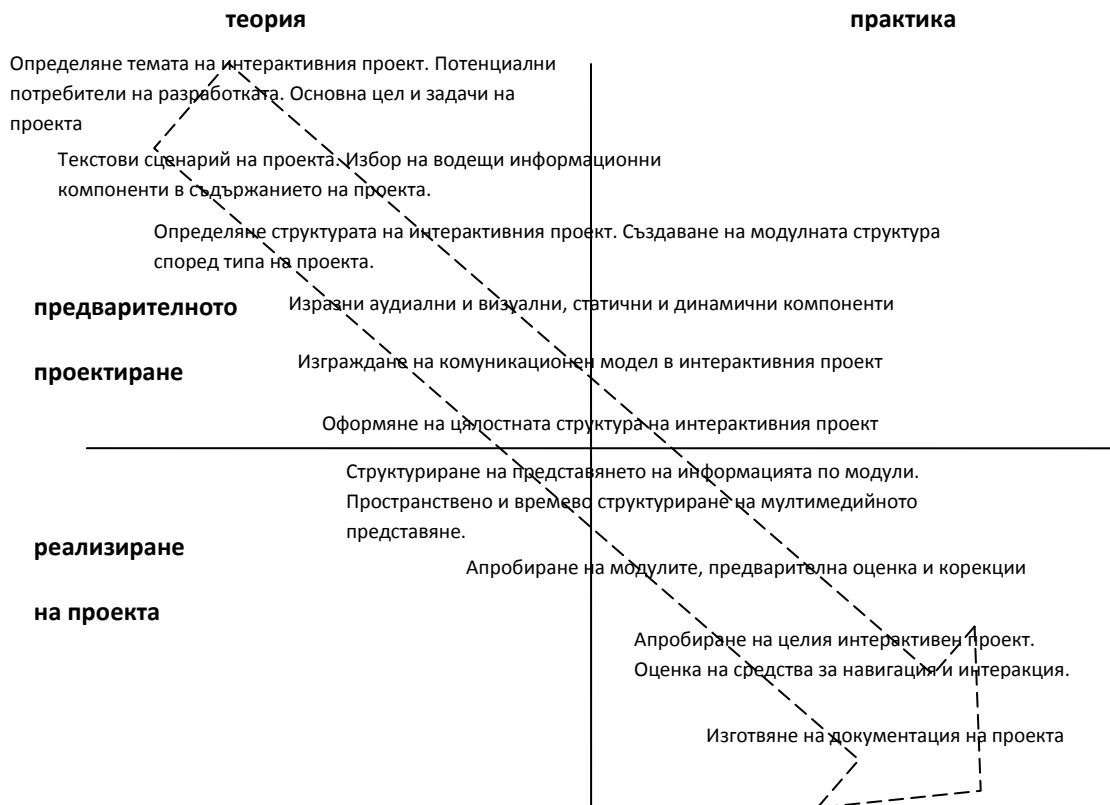 теория
практика
Определяне темата на интерактивния проект. Потенциални
потребители на разработката. Основна цел и задачи на
проекта
Текстови сценарий на проекта. Избор на водещи информационни
компоненти в съдържанието на проекта.
Определяне структурата на интерактивния проект. Създаване на модулната структура
според типа на проекта.
предварителното
Изразни аудиални и визуални, статични и динамични компоненти
проектиране
Изграждане на комуникационен модел в интерактивния проект
Оформяне на цялостната структура на интерактивния проект
Структуриране на представянето на информацията по модули.
Пространствено и времево структуриране на мултимедийното
представяне.
реализиране
Апробиране на модулите, предварителна оценка и корекции
на проекта
Апробиране на целия интерактивен проект.
Оценка на средства за навигация и интеракция.
Изготвяне на документация на проекта